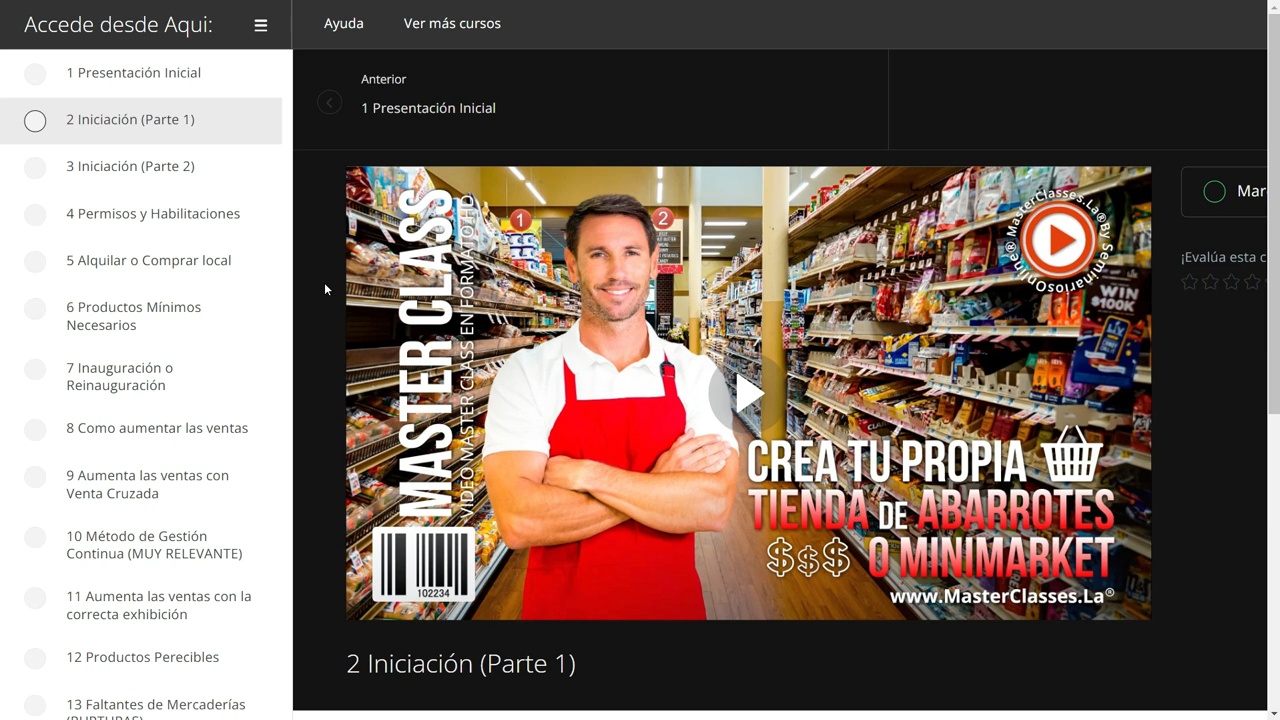 Accede desde Aqui:
Ayuda
Ver más cursos
1 Presentación Inicial
2 Iniciación (Parte 1)
3 Iniciación (Parte 2)
4 Permisos y Habilitaciones
5 Alquilar o Comprar local
6 Productos Mínimos
Necesarios
7 Inauguración o
Reinauguración
8 Como aumentar las ventas
9 Aumenta las ventas con
Venta Cruzada
10 Método de Gestión
Continua (MUY RELEVANTE)
11 Aumenta las ventas con la
correcta exhibición
12 Productos Perecibles
13 Faltantes de Mercaderías
Anterior
1 Presentación Inicial
MASTER CLASS
VIDEO MASTER CLASS EN FORMATO HD
1
2
MasterClasses.La® BY SeminariosOnline®
WIN
CREA TU PROPIA
TIENDA DE ABARROTES
$$$ O MINIMARKET
www.MasterClasses.La®
102234
Mar
¡Evalúa esta c
2 Iniciación (Parte 1)